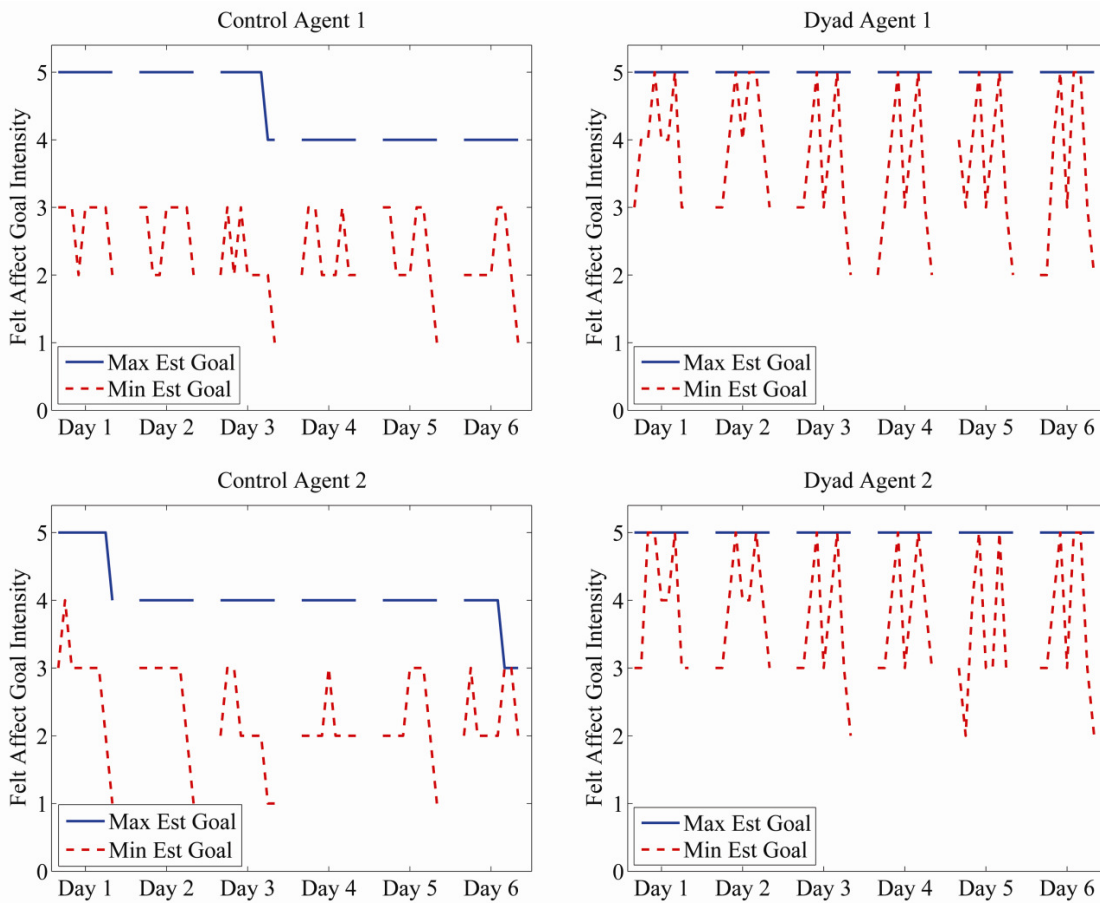 Control Agent 1
Felt Affect Goal Intensity
5
4
3
2
1
0
Max Est Goal
Min Est Goal
Day 1 Day 2 Day 3 Day 4 Day 5 Day 6
Dyad Agent 1
Felt Affect Goal Intensity
5
4
3
2
1
0
Max Est Goal
Min Est Goal
Day 1 Day 2 Day 3 Day 4 Day 5 Day 6
Control Agent 2
Felt Affect Goal Intensity
5
4
3
2
1
0
Max Est Goal
Min Est Goal
Day 1 Day 2 Day 3 Day 4 Day 5 Day 6
Dyad Agent 2
Felt Affect Goal Intensity
5
4
3
2
1
0
Max Est Goal
Min Est Goal
Day 1 Day 2 Day 3 Day 4 Day 5 Day 6